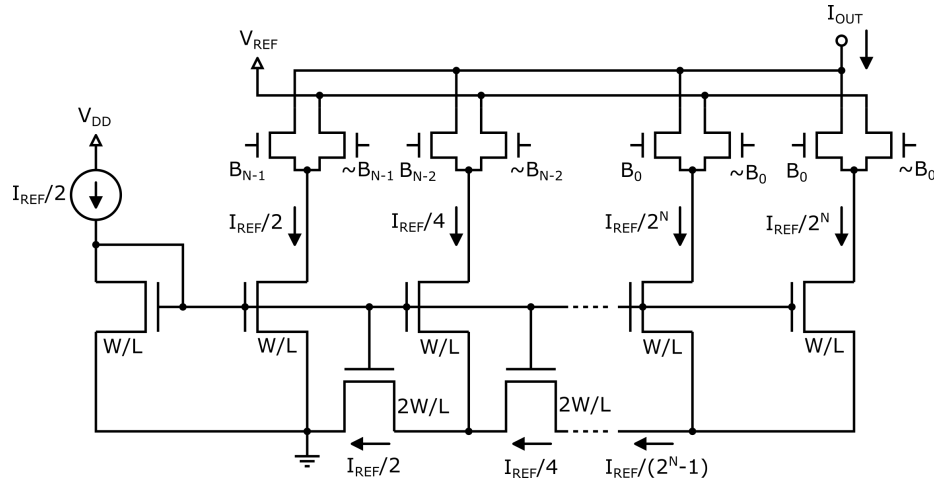 I_OUT
V_REF
V_DD
I_REF/2
B_N-1
~B_N-1
B_N-2
~B_N-2
B_0
~B_0
B_0
~B_0
I_REF/2
I_REF/4
I_REF/2^N
I_REF/2^N
W/L
W/L
W/L
W/L
W/L
2W/L
2W/L
I_REF/2
I_REF/4
I_REF/(2^N-1)